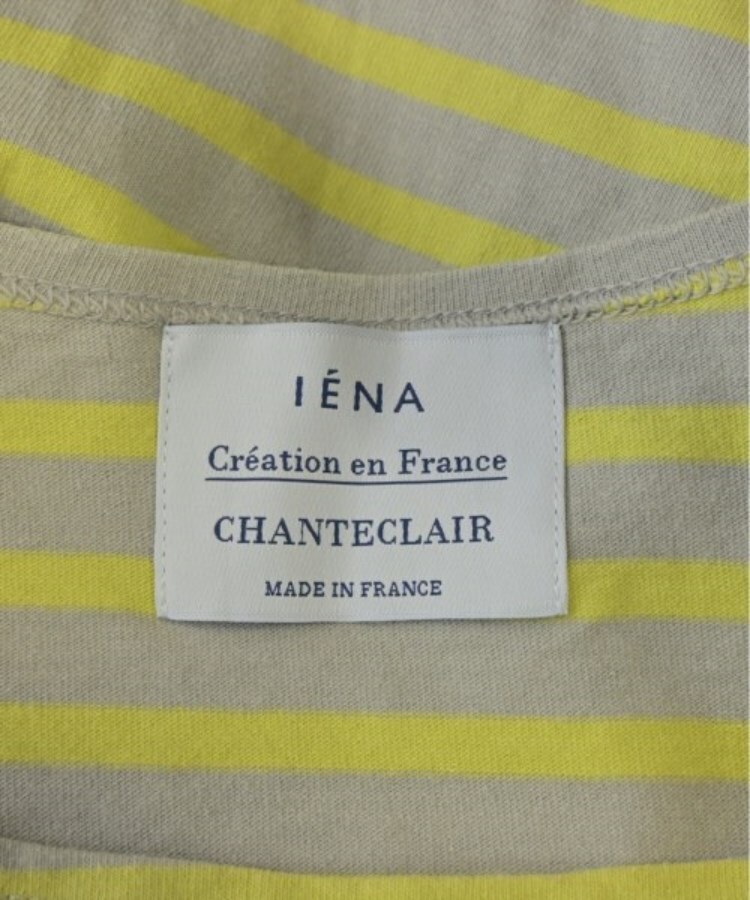 IÉNA
Création en France
CHANTECLAIR
MADE IN FRANCE